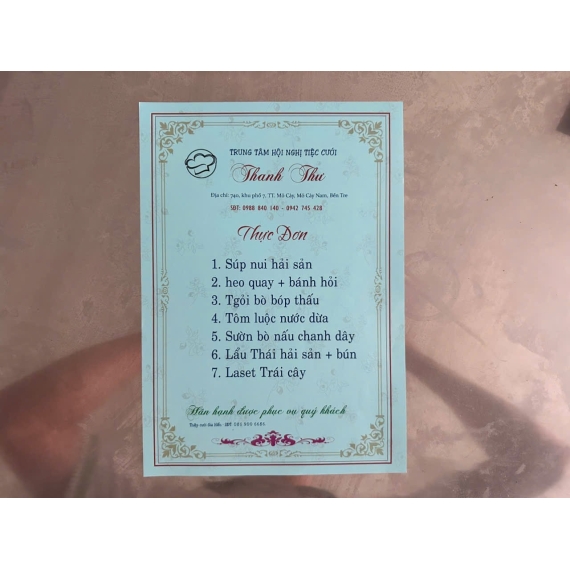 TRUNG TÂM HỘI NGHỊ TIỆC CƯỚI
Thanh Thư
Địa chỉ: 740, khu phố 7, TT. Mỏ Cày, Mỏ Cày Nam, Bến Tre
SĐT: 0988 840 140 - 0942 745 428
Thực Đơn
1. Súp nui hải sản
2. heo quay + bánh hỏi
3. Tgỏi bò bóp thấu
4. Tôm luộc nước dừa
5. Sườn bò nấu chanh dây
6. Lẩu Thái hải sản + bún
7. Laset Trái cây
Hân hạnh được phục vụ quý khách